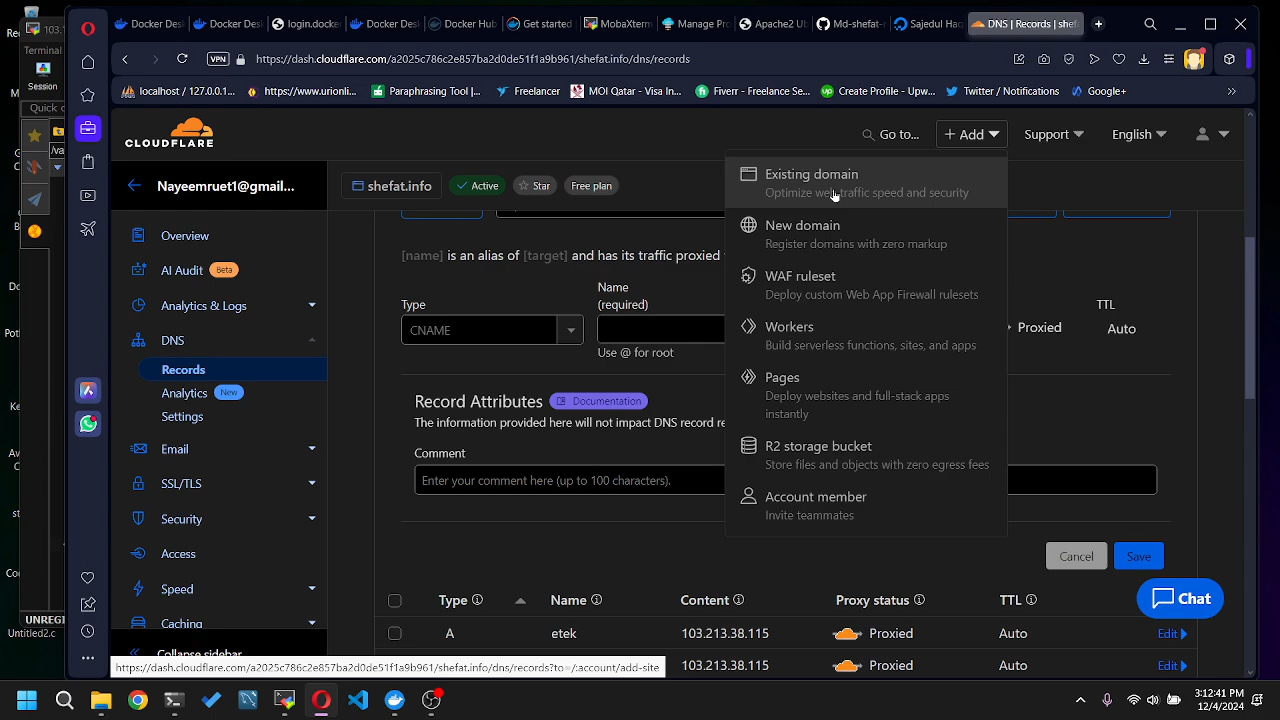 Docker Des
Docker Des
login.docke
Docker Des
Docker Hub
Get started
MobaXterm
Manage Pro
Apache2 Ub
Md-shefat-
Sajedul Haq
DNS | Records | shef
103.1
Terminal
Session
Quick c
VPN
https://dash.cloudflare.com/a2025c786c2e857ba2d0de51f1b9e961/shefat.info/dns/records
localhost / 127.0.0.1...
https://www.urionli...
Paraphrasing Tool |...
Freelancer
MOI Qatar - Visa In...
Fiverr - Freelance Se...
Create Profile - Upw...
Twitter / Notifications
Google+
CLOUDFLARE
Go to...
Add
Support
English
Nayeemruet1@gmail...
shefat.info
Active
Star
Free plan
Existing domain
Optimize web traffic speed and security
New domain
Register domains with zero markup
WAF ruleset
Deploy custom Web App Firewall rulesets
Workers
Build serverless functions, sites, and apps
Pages
Deploy websites and full-stack apps
instantly
R2 storage bucket
Store files and objects with zero egress fees
Account member
Invite teammates
Overview
AI Audit Beta
Analytics & Logs
DNS
Records
Analytics New
Settings
Email
SSL/TLS
Security
Access
Speed
Caching
Collapse sidebar
[name] is an alias of [target] and has its traffic proxied
Type
Name
(required)
TTL
CNAME
Proxied
Auto
Use @ for root
Record Attributes Documentation
The information provided here will not impact DNS record re
Comment
Enter your comment here (up to 100 characters).
Cancel
Save
Type
Name
Content
Proxy status
TTL
Chat
A
etek
103.213.38.115
Proxied
Auto
Edit
103.213.38.115
Proxied
Auto
Edit
https://dash.cloudflare.com/a2025c786c2e857ba2d0de51f1b9e961/shefat.info/dns/records?to=/:account/add-site
UNREGI
Untitled2.c
3:12:41 PM
12/4/2024